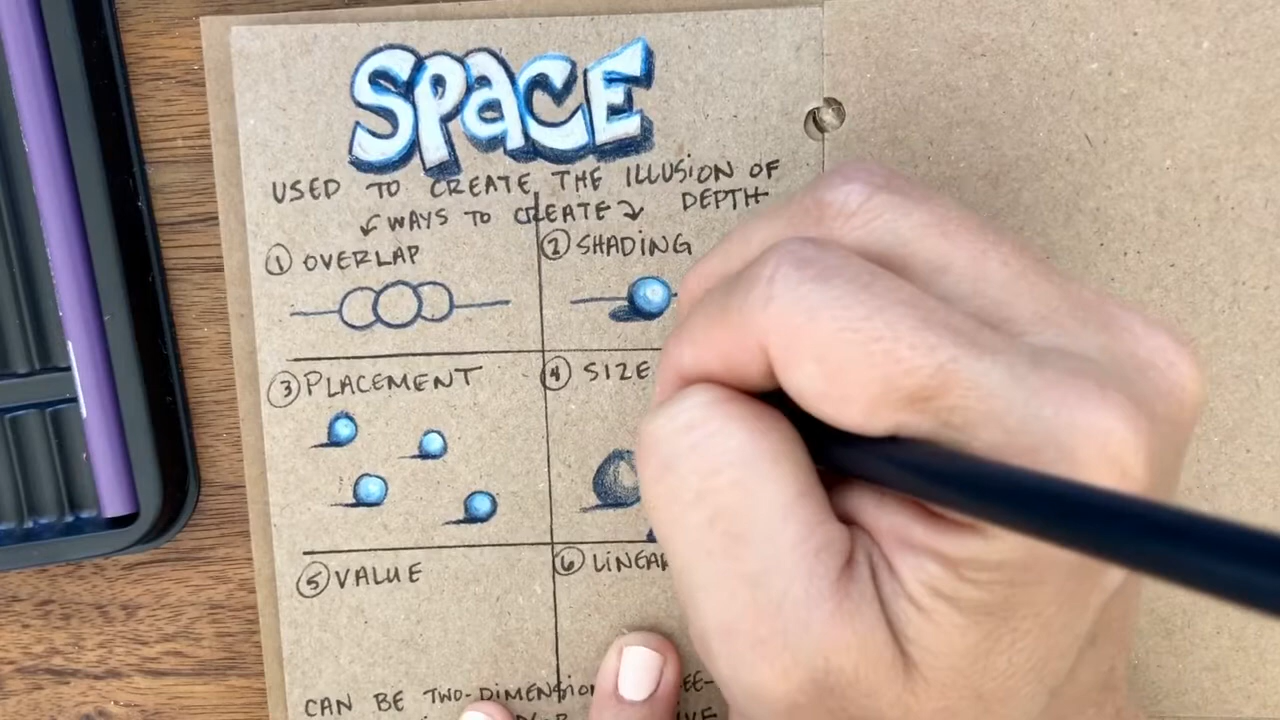 SPACE
USED TO CREATE THE ILLUSION OF
↙ WAYS TO CREATE ↘ DEPTH
① OVERLAP
② SHADING
③ PLACEMENT
④ SIZE
⑤ VALUE
⑥ LINEAR
CAN BE TWO-DIMENSION